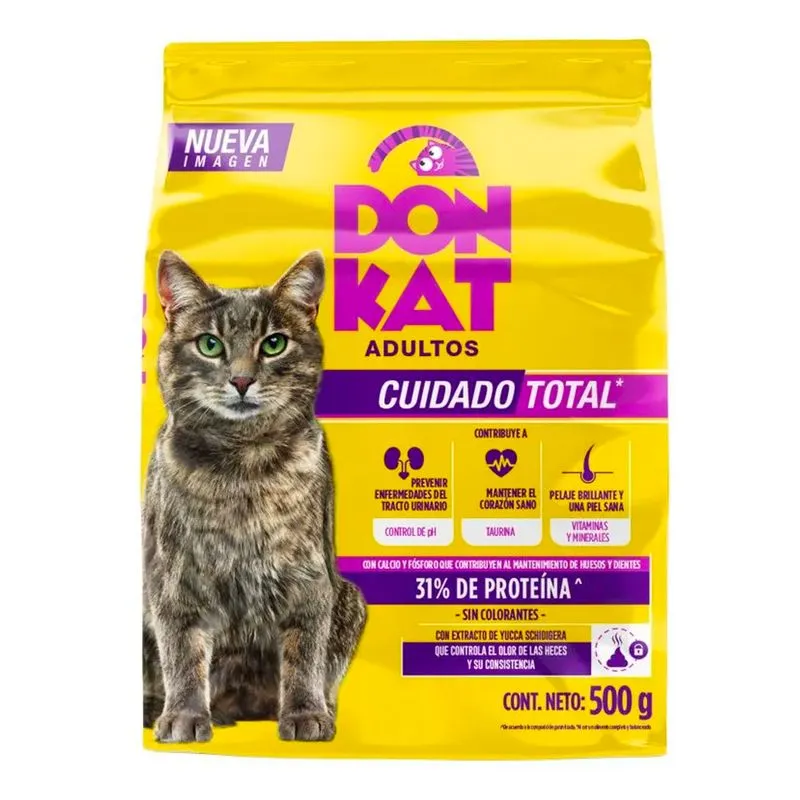 NUEVA
IMAGEN
DON
KAT
ADULTOS
CUIDADO TOTAL*
CONTRIBUYE A
PREVENIR
ENFERMEDADES DEL
TRACTO URINARIO
CONTROL DE pH
MANTENER EL
CORAZÓN SANO
TAURINA
PELAJE BRILLANTE Y
UNA PIEL SANA
VITAMINAS
Y MINERALES
CON CALCIO Y FÓSFORO QUE CONTRIBUYEN AL MANTENIMIENTO DE HUESOS Y DIENTES
31% DE PROTEÍNA^
- SIN COLORANTES -
CON EXTRACTO DE YUCCA SCHIDIGERA
QUE CONTROLA EL OLOR DE LAS HECES
Y SU CONSISTENCIA
CONT. NETO: 500 g